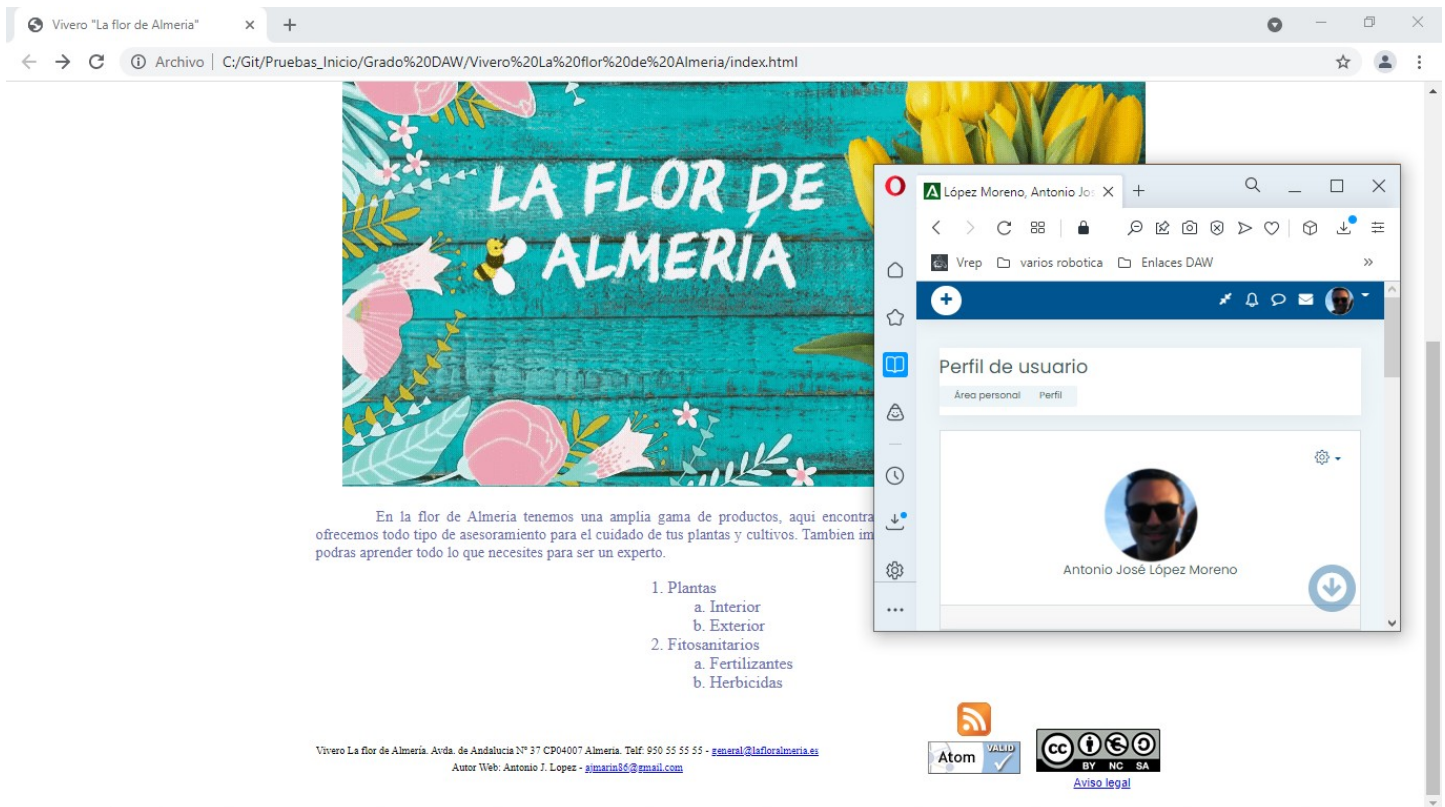 Vivero "La flor de Almeria"
Archivo | C:/Git/Pruebas_Inicio/Grado%20DAW/Vivero%20La%20flor%20de%20Almeria/index.html
LA FLOR DE
ALMERIA
López Moreno, Antonio Jo
Vrep varios robotica Enlaces DAW
Perfil de usuario
Área personal Perfil
Antonio José López Moreno
En la flor de Almeria tenemos una amplia gama de productos, aqui encontra
ofrecemos todo tipo de asesoramiento para el cuidado de tus plantas y cultivos. Tambien im
podras aprender todo lo que necesites para ser un experto.
1. Plantas
a. Interior
b. Exterior
2. Fitosanitarios
a. Fertilizantes
b. Herbicidas
Vivero La flor de Almería. Avda. de Andalucia Nº 37 CP04007 Almeria. Telf: 950 55 55 55 - general@lafloralmeria.es
Autor Web: Antonio J. Lopez - ajmarin86@gmail.com
Atom VALID
cc BY NC SA
Aviso legal